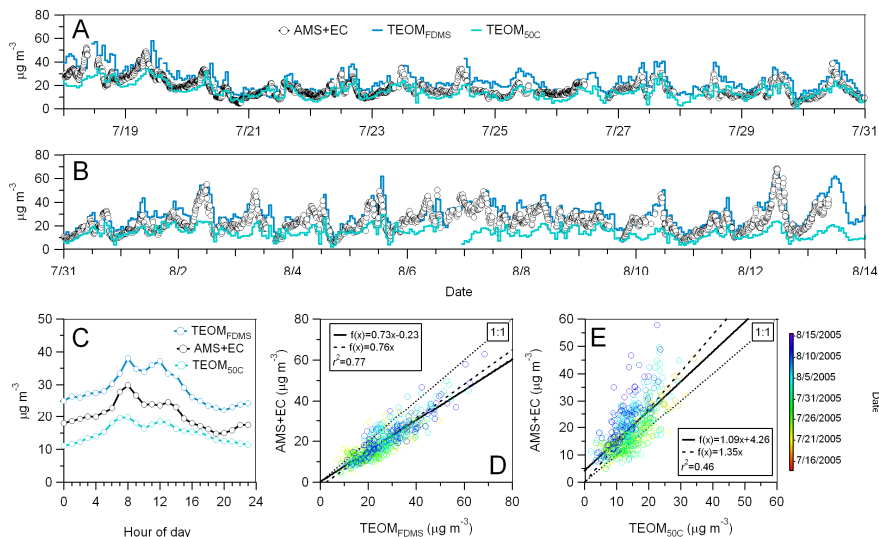 A
AMS+EC TEOM_FDMS TEOM_50C
µg m⁻³
80
60
40
20
0
7/19 7/21 7/23 7/25 7/27 7/29 7/31
B
µg m⁻³
80
60
40
20
0
7/31 8/2 8/4 8/6 8/8 8/10 8/12 8/14
Date
C
TEOM_FDMS
AMS+EC
TEOM_50C
µg m⁻³
50
40
30
20
10
0
0 4 8 12 16 20 24
Hour of day
D
f(x)=0.73x-0.23
f(x)=0.76x
r²=0.77
1:1
AMS+EC (µg m⁻³)
80
60
40
20
0
0 20 40 60 80
TEOM_FDMS (µg m⁻³)
E
1:1
f(x)=1.09x+4.26
f(x)=1.35x
r²=0.46
AMS+EC (µg m⁻³)
60
50
40
30
20
10
0
0 10 20 30 40 50 60
TEOM_50C (µg m⁻³)
8/15/2005
8/10/2005
8/5/2005
7/31/2005
7/26/2005
7/21/2005
7/16/2005
Date